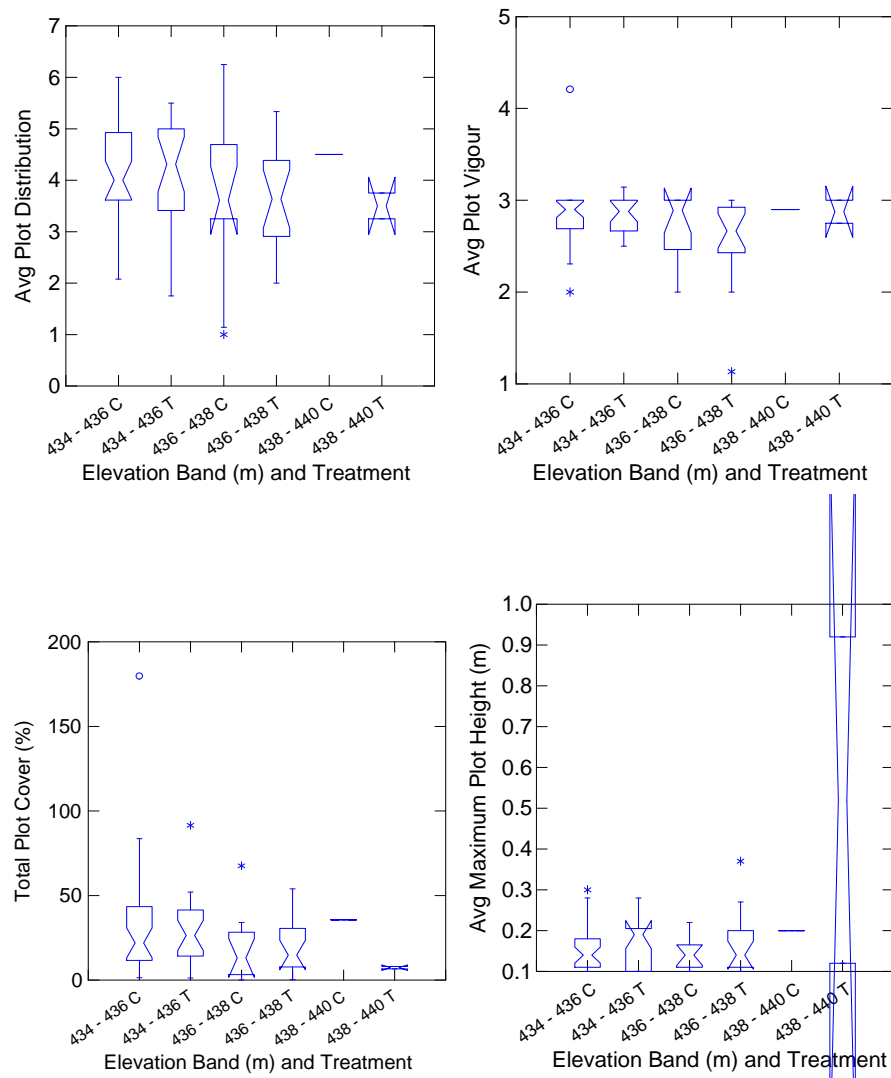 7
6
5
4
3
2
1
0
Avg Plot Distribution
434 - 436 C
434 - 436 T
436 - 438 C
436 - 438 T
438 - 440 C
438 - 440 T
Elevation Band (m) and Treatment
5
4
3
2
1
Avg Plot Vigour
434 - 436 C
434 - 436 T
436 - 438 C
436 - 438 T
438 - 440 C
438 - 440 T
Elevation Band (m) and Treatment
200
150
100
50
0
Total Plot Cover (%)
434 - 436 C
434 - 436 T
436 - 438 C
436 - 438 T
438 - 440 C
438 - 440 T
Elevation Band (m) and Treatment
1.0
0.9
0.8
0.7
0.6
0.5
0.4
0.3
0.2
0.1
Avg Maximum Plot Height (m)
434 - 436 C
434 - 436 T
436 - 438 C
436 - 438 T
438 - 440 C
438 - 440 T
Elevation Band (m) and Treatment